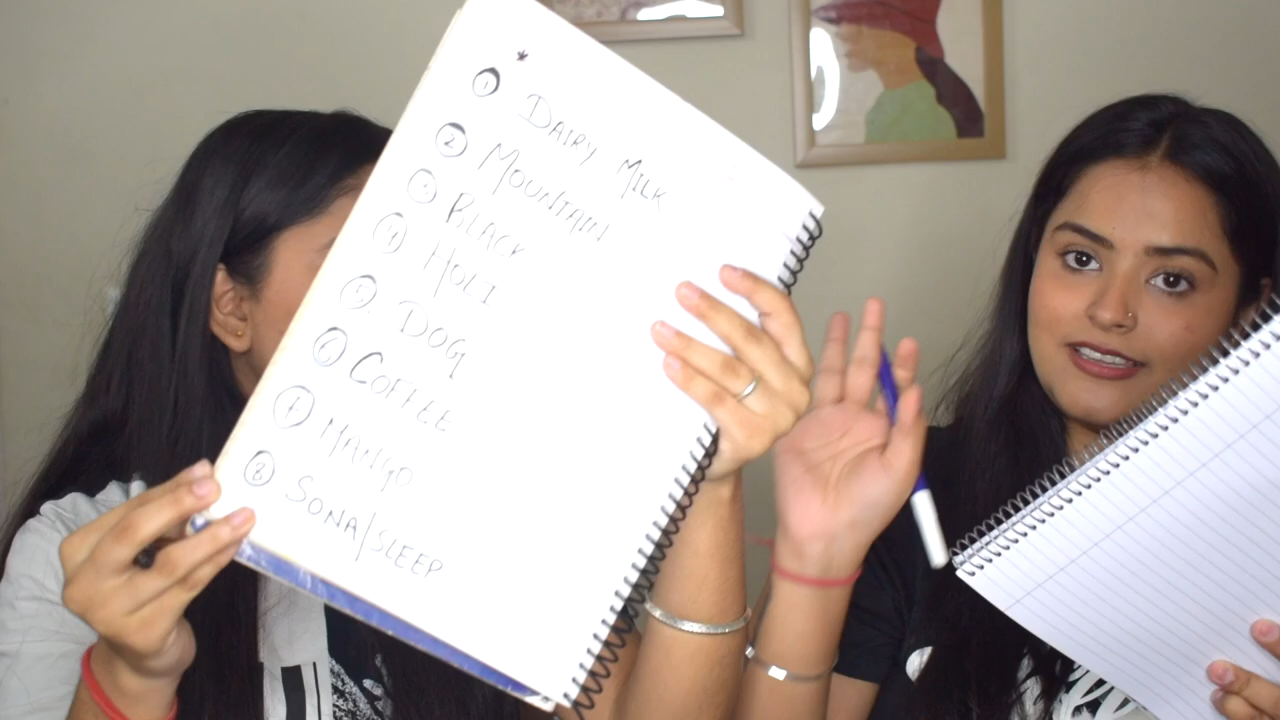 *
① DAIRY MILK
② MOUNTAIN
③ BLACK
④ HOLI
⑤. DOG
⑥ COFFEE
⑦ MANGO
⑧ SONA/SLEEP